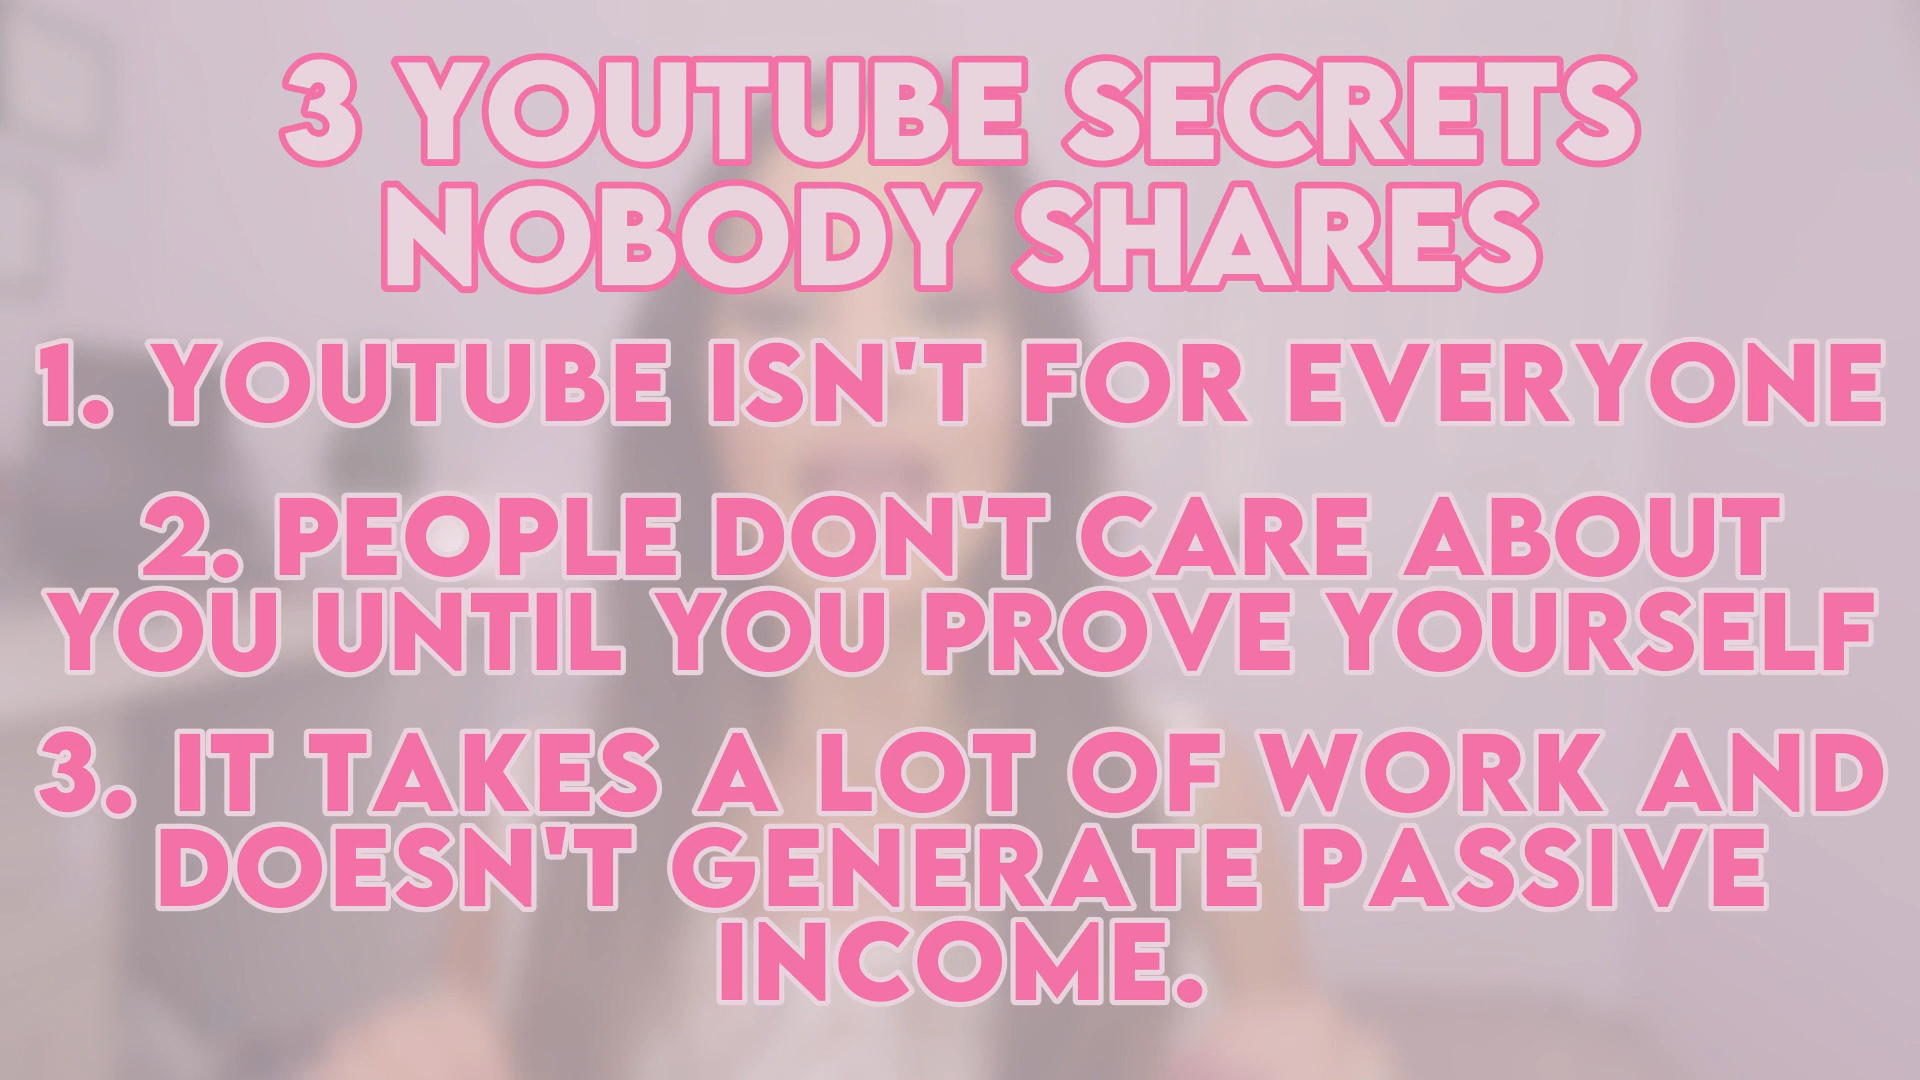 3 YOUTUBE SECRETS
NOBODY SHARES
1. YOUTUBE ISN'T FOR EVERYONE
2. PEOPLE DON'T CARE ABOUT
YOU UNTIL YOU PROVE YOURSELF
3. IT TAKES A LOT OF WORK AND
DOESN'T GENERATE PASSIVE
INCOME.